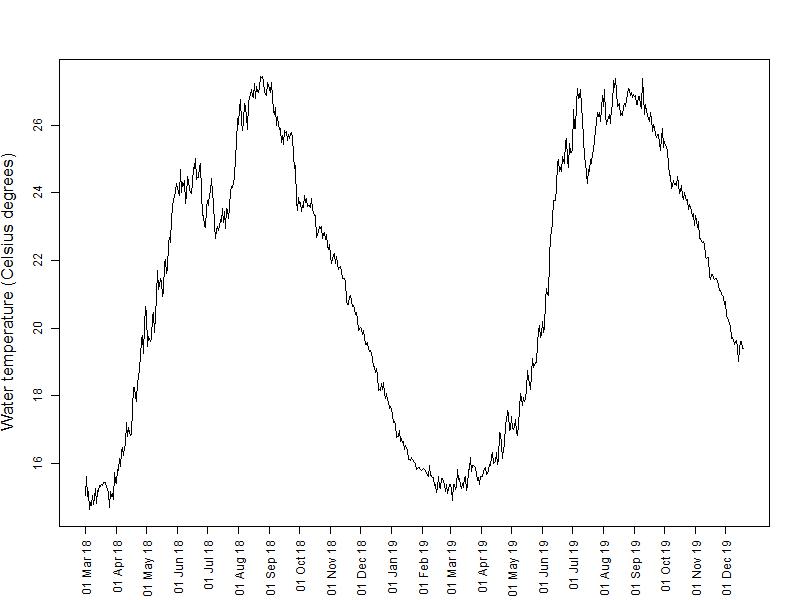 Water temperature (Celsius degrees)
26
24
22
20
18
16
01 Mar 18
01 Apr 18
01 May 18
01 Jun 18
01 Jul 18
01 Aug 18
01 Sep 18
01 Oct 18
01 Nov 18
01 Dec 18
01 Jan 19
01 Feb 19
01 Mar 19
01 Apr 19
01 May 19
01 Jun 19
01 Jul 19
01 Aug 19
01 Sep 19
01 Oct 19
01 Nov 19
01 Dec 19